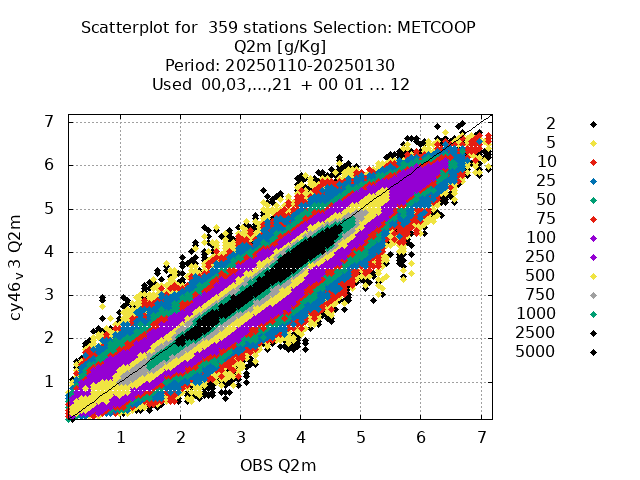 Scatterplot for  359 stations Selection: METCOOP
Q2m [g/Kg]
Period: 20250110-20250130
Used  00,03,...,21  + 00 01 ... 12
7
6
5
4
3
2
1
cy46v3 Q2m
1 2 3 4 5 6 7
OBS Q2m
2
5
10
25
50
75
100
250
500
750
1000
2500
5000